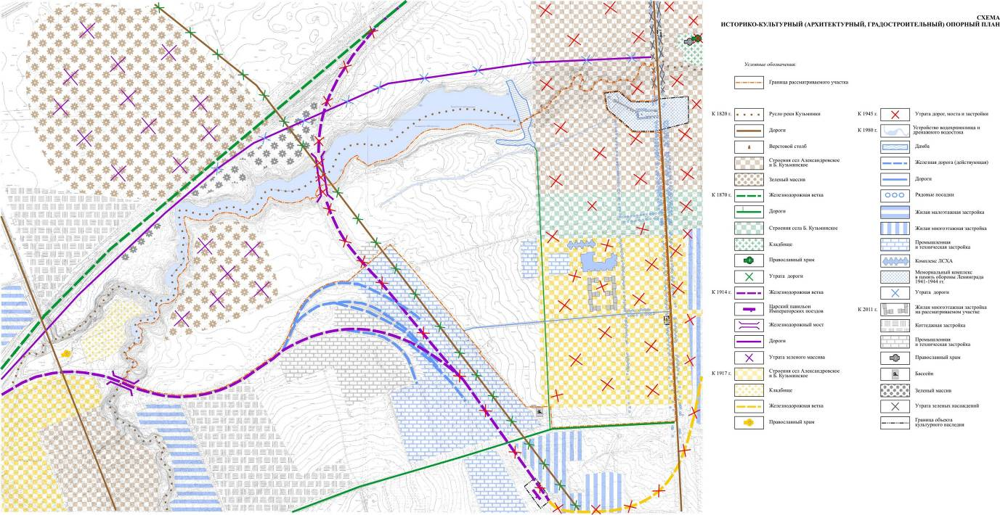 СХЕМА
ИСТОРИКО-КУЛЬТУРНЫЙ (АРХИТЕКТУРНЫЙ, ГРАДОСТРОИТЕЛЬНЫЙ) ОПОРНЫЙ ПЛАН
Условные обозначения:
Граница рассматриваемого участка
К 1820 г.
Русло реки Кузьминки
Дороги
Верстовой столб
Строения сел Александровское
и Б. Кузьминское
Зеленый массив
К 1870 г.
Железнодорожная ветка
Дороги
Строения села Б. Кузьминское
Кладбище
Православный храм
Утрата дороги
К 1914 г.
Железнодорожная ветка
Царский павильон
Императорских поездов
Железнодорожный мост
Дороги
Утрата зеленого массива
К 1917 г.
Строения сел Александровское
и Б. Кузьминское
Кладбище
Железнодорожная ветка
Православный храм
К 1945 г.
Утрата дорог, моста и застройки
К 1980 г.
Устройство водохранилища и
дренажного водостока
Дамба
Железная дорога (действующая)
Дороги
Рядовые посадки
Жилая малоэтажная застройка
Жилая многоэтажная застройка
Промышленная
и техническая застройка
Комплекс ЛСХА
Мемориальный комплекс
в память обороны Ленинграда
1941-1944 гг.
Утрата дороги
К 2011 г.
Жилая многоэтажная застройка
на рассматриваемом участке
Коттеджная застройка
Промышленная
и техническая застройка
Православный храм
Бассейн
Зеленый массив
Утрата зеленых насаждений
Граница объекта
культурного наследия